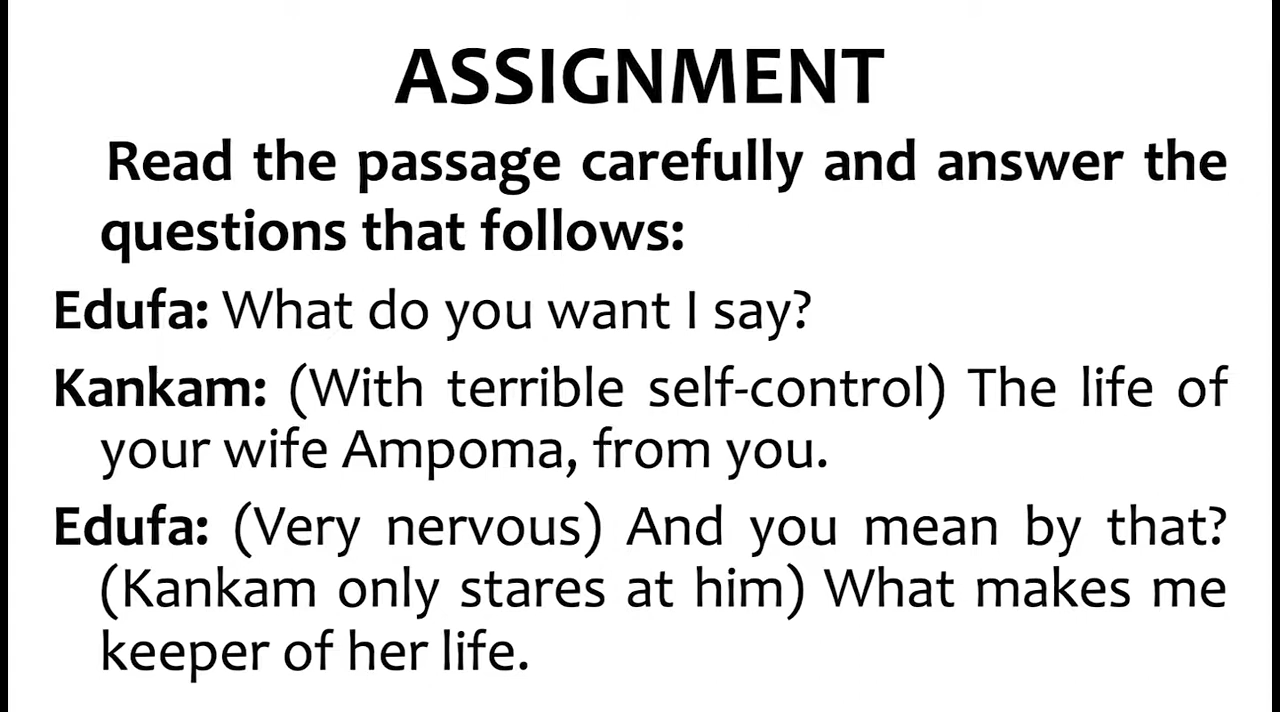 ASSIGNMENT
Read the passage carefully and answer the
questions that follows:
Edufa: What do you want I say?
Kankam: (With terrible self-control) The life of
your wife Ampoma, from you.
Edufa: (Very nervous) And you mean by that?
(Kankam only stares at him) What makes me
keeper of her life.